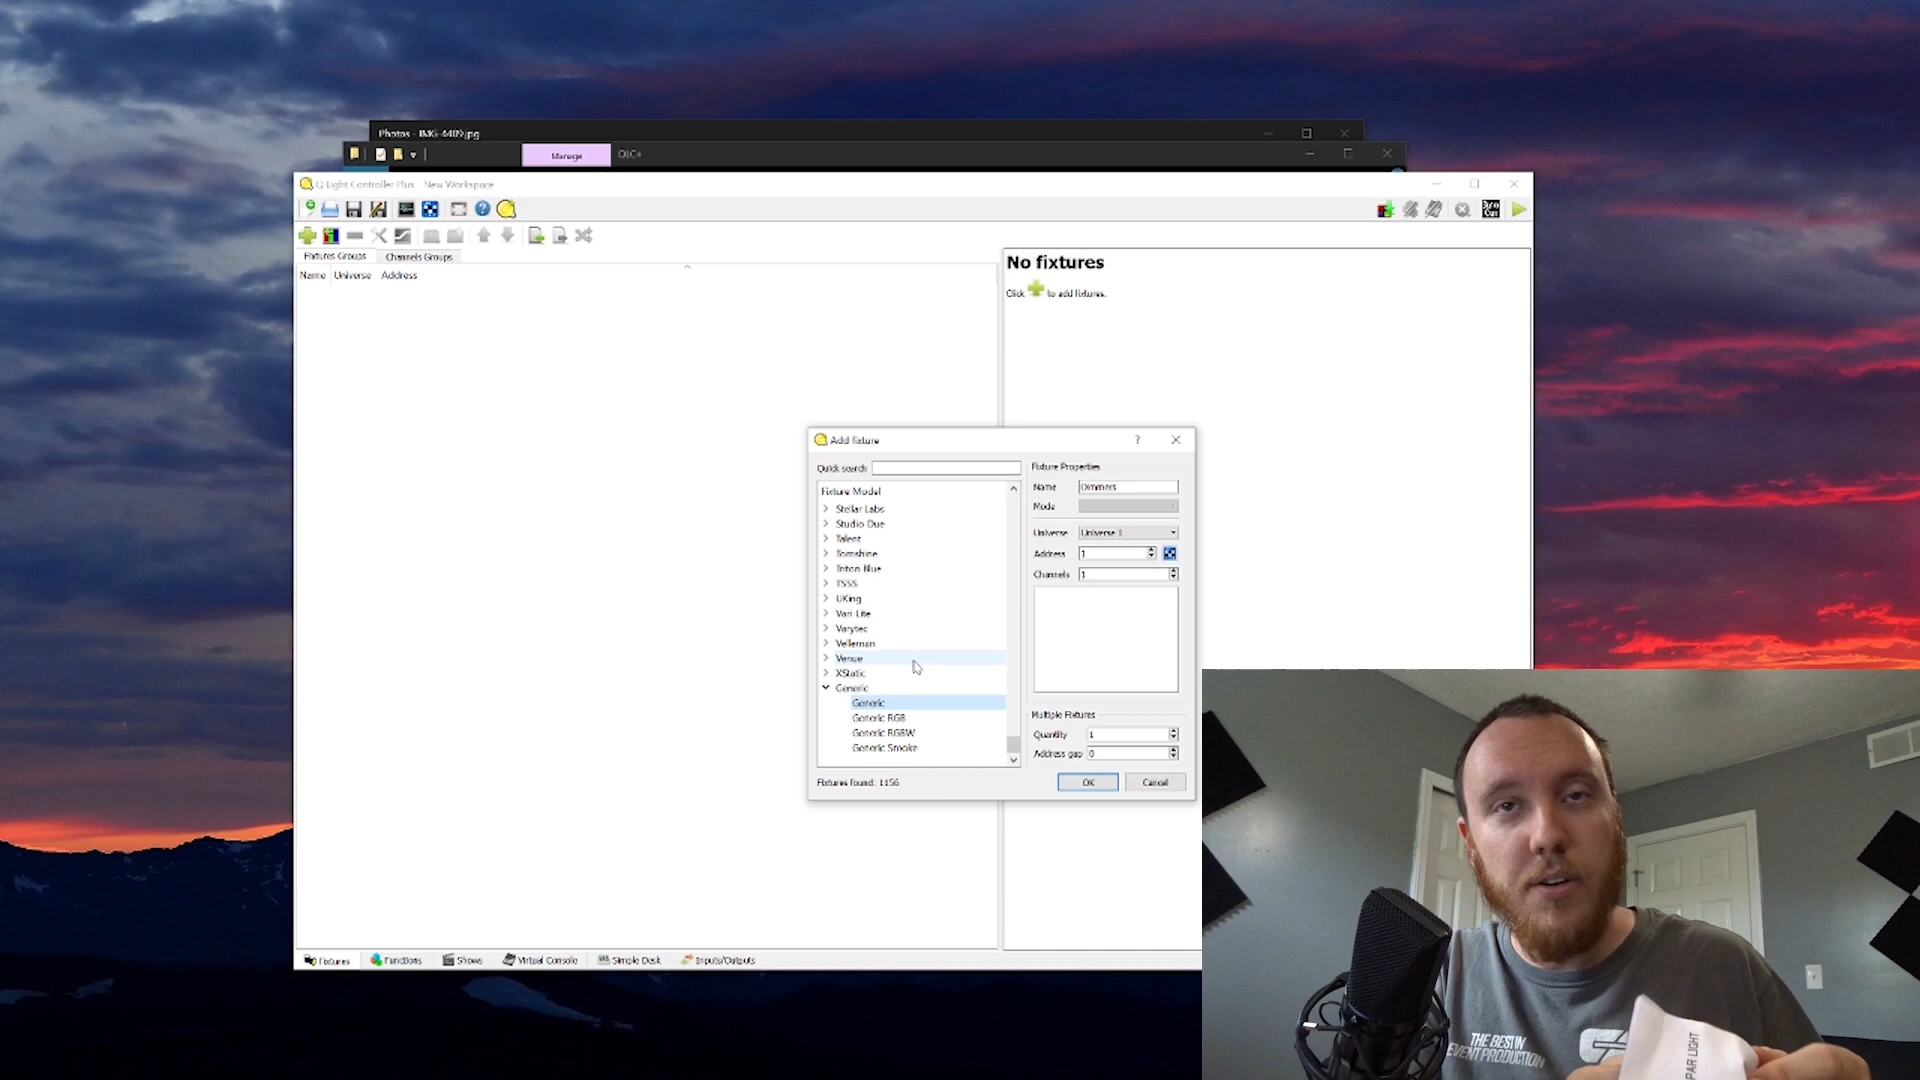 Photos - IMG-4409.jpg
Manage
QLC+
Q Light Controller Plus - New Workspace
Fixtures Groups
Channels Groups
Name Universe Address
No fixtures
Click to add fixtures.
Add fixture
?
Quick search
Fixture Model
Stellar Labs
Studio Due
Talent
Tomshine
Triton Blue
TSSS
UKing
Vari Lite
Varytec
Velleman
Venue
XStatic
Generic
Generic
Generic RGB
Generic RGBW
Generic Smoke
Fixtures found: 1156
Fixture Properties
Name Dimmers
Mode
Universe Universe 1
Address 1
Channels 1
Multiple Fixtures
Quantity 1
Address gap 0
OK Cancel
Fixtures
Functions
Shows
Virtual Console
Simple Desk
Inputs/Outputs
THE BEST IN
EVENT PRODUCTION
PAR LIGHT